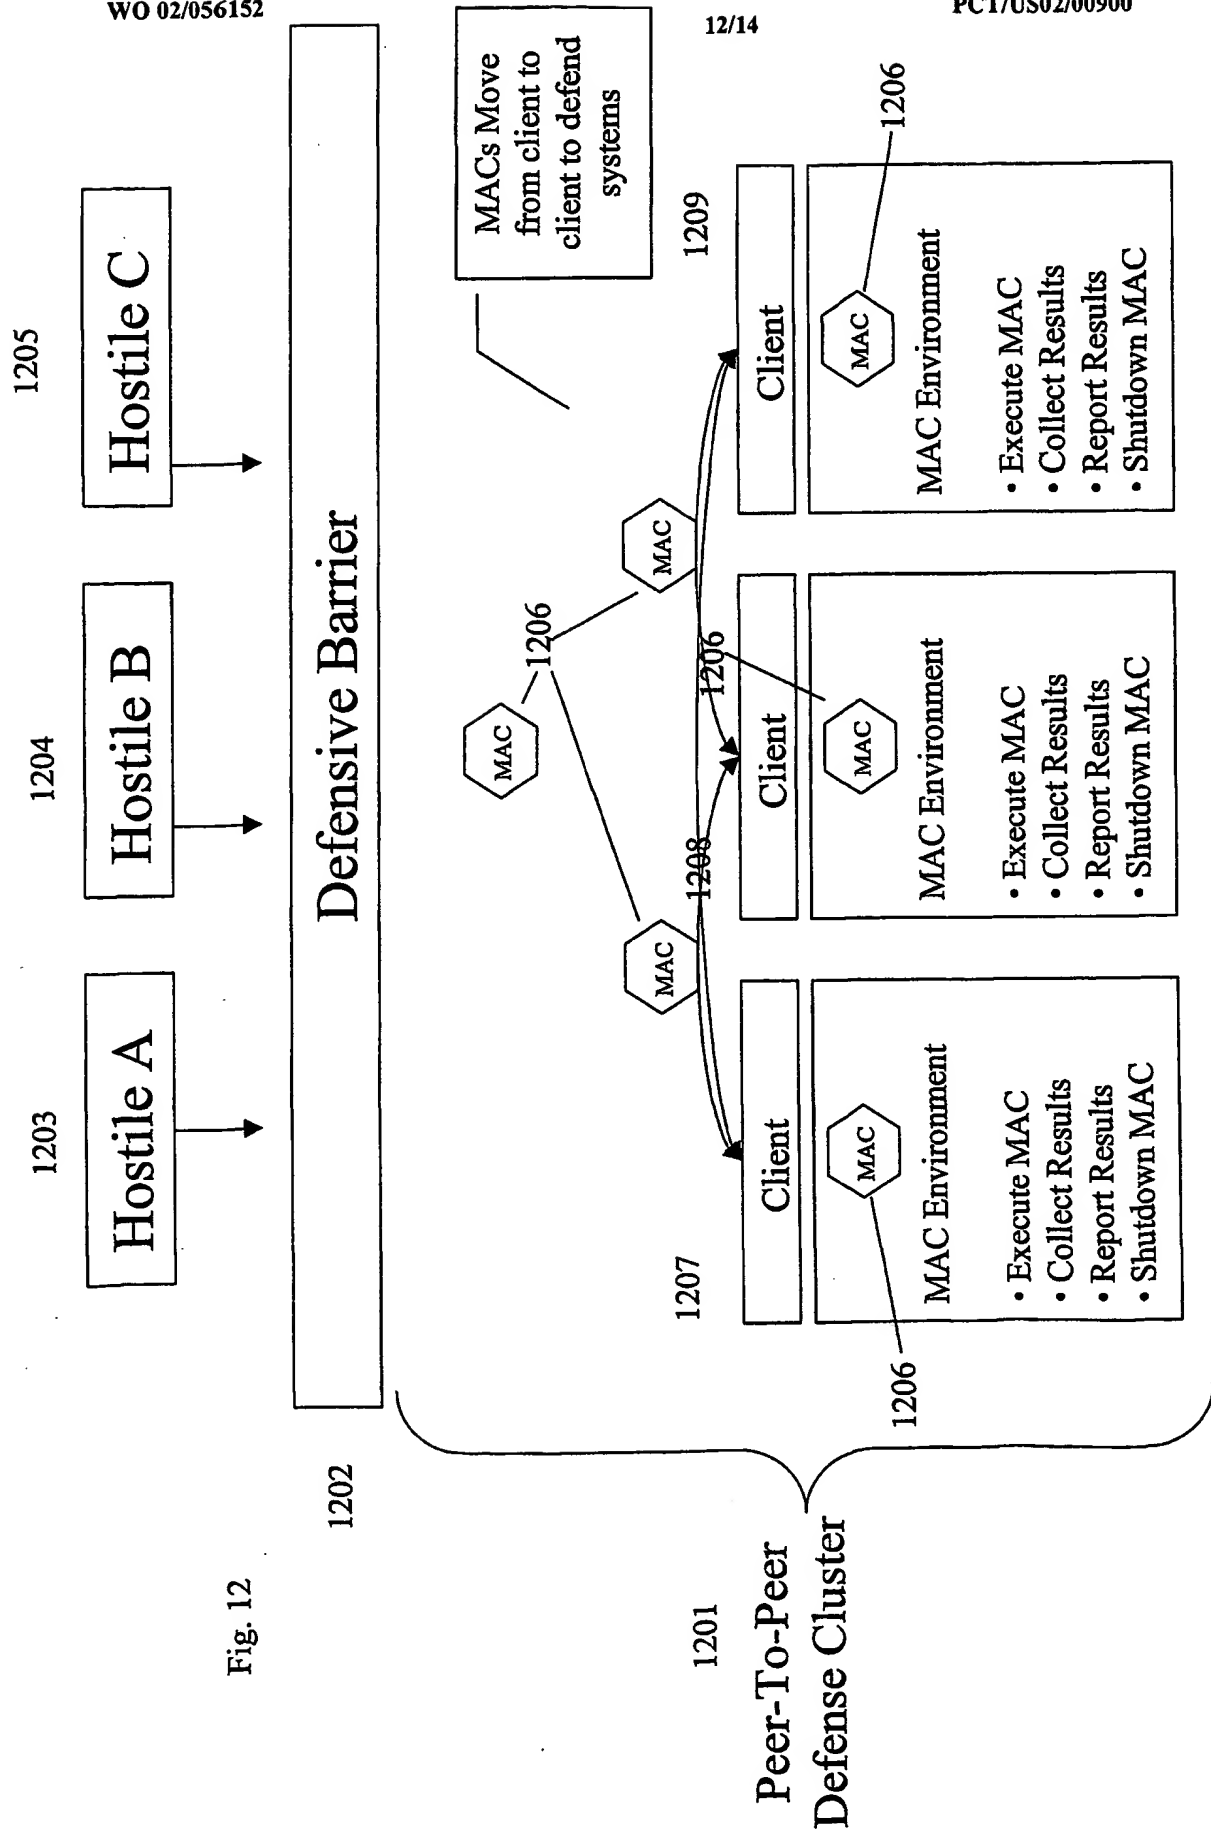 WO 02/056152
12/14
PCT/US02/00900
1203
1204
1205
Hostile A
Hostile B
Hostile C
Fig. 12
1202
Defensive Barrier
MACs Move
from client to
client to defend
systems
MAC
1206
MAC
MAC
1201
Peer-To-Peer
Defense Cluster
1207
1208
1206
1209
Client
Client
Client
1206
MAC
MAC
MAC
1206
MAC Environment
• Execute MAC
• Collect Results
• Report Results
• Shutdown MAC
MAC Environment
• Execute MAC
• Collect Results
• Report Results
• Shutdown MAC
MAC Environment
• Execute MAC
• Collect Results
• Report Results
• Shutdown MAC